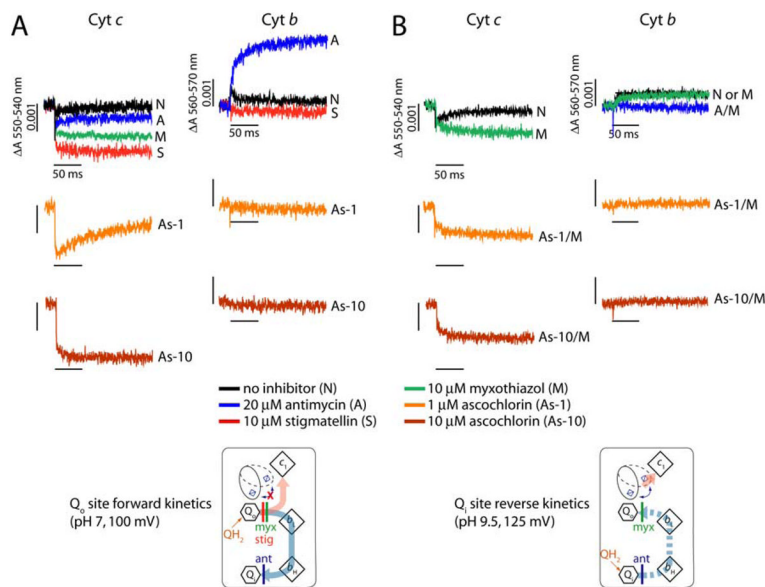 A
Cyt c
Cyt b
B
Cyt c
Cyt b
ΔA 550-540 nm
0.001
N
A
M
S
50 ms
ΔA 560-570 nm
0.001
A
N
S
50 ms
ΔA 550-540 nm
0.001
N
M
50 ms
ΔA 560-570 nm
0.001
N or M
A/M
50 ms
As-1
As-1
As-1/M
As-1/M
As-10
As-10
As-10/M
As-10/M
no inhibitor (N)
20 μM antimycin (A)
10 μM stigmatellin (S)
10 μM myxothiazol (M)
1 μM ascochlorin (As-1)
10 μM ascochlorin (As-10)
Qo site forward kinetics
(pH 7, 100 mV)
c1
x
Qo
QH2
myx
stig
bL
ant
Qi
bH
Qi site reverse kinetics
(pH 9.5, 125 mV)
c1
Qo
myx
QH2
ant
bH